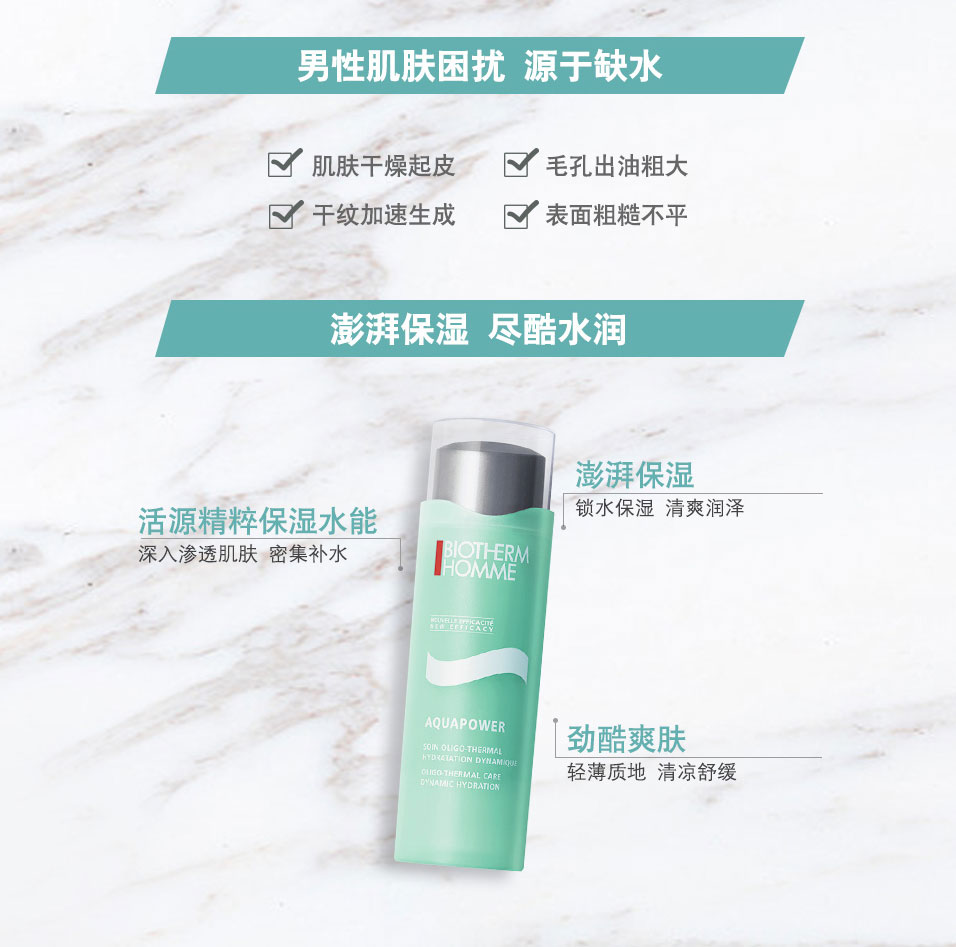 男性肌肤困扰 源于缺水
肌肤干燥起皮
毛孔出油粗大
干纹加速生成
表面粗糙不平
澎湃保湿 尽酷水润
澎湃保湿
锁水保湿 清爽润泽
活源精粹保湿水能
深入渗透肌肤 密集补水
BIOTHERM
HOMME
NOUVELLE EFFICACITÉ
NEW EFFICACY
AQUAPOWER
SOIN OLIGO-THERMAL
HYDRATATION DYNAMIQUE
OLIGO-THERMAL CARE
DYNAMIC HYDRATION
劲酷爽肤
轻薄质地 清凉舒缓